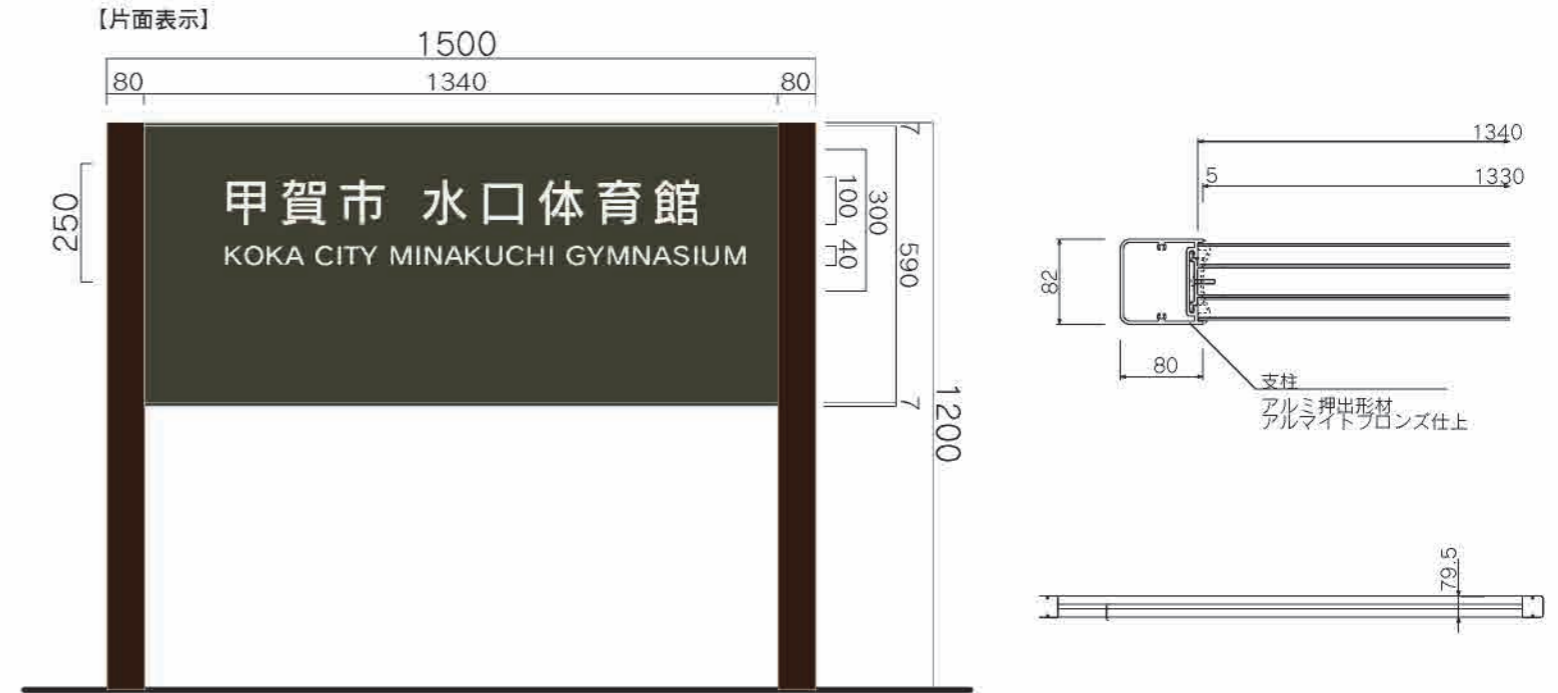 【片面表示】
1500
80 1340 80
甲賀市 水口体育館
KOKA CITY MINAKUCHI GYMNASIUM
250
7
100
40
300
590
7
1200
1340
5 1330
82
80
支柱
アルミ押出形材
アルマイトブロンズ仕上
79.5